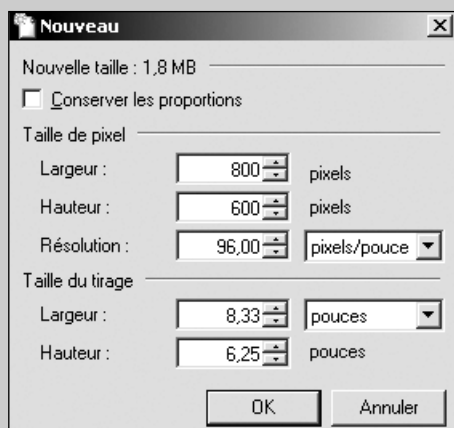 Nouveau
Nouvelle taille : 1,8 MB
Conserver les proportions
Taille de pixel
Largeur : 800 pixels
Hauteur : 600 pixels
Résolution : 96,00 pixels/pouce
Taille du tirage
Largeur : 8,33 pouces
Hauteur : 6,25 pouces
OK Annuler